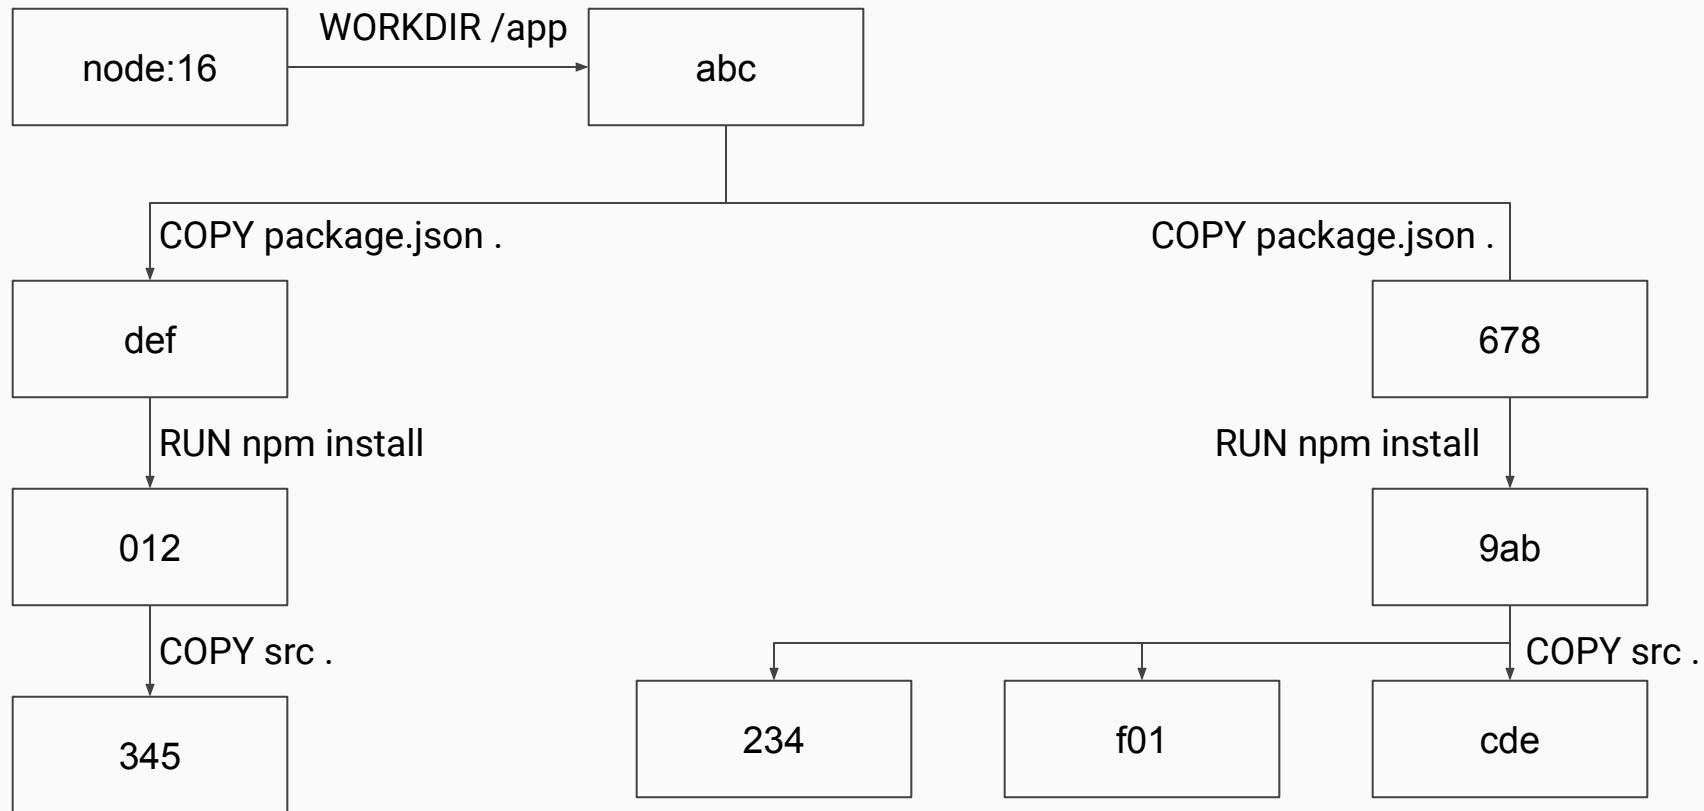 node:16
WORKDIR /app
abc
COPY package.json .
COPY package.json .
def
678
RUN npm install
RUN npm install
012
9ab
COPY src .
COPY src .
345
234
f01
cde